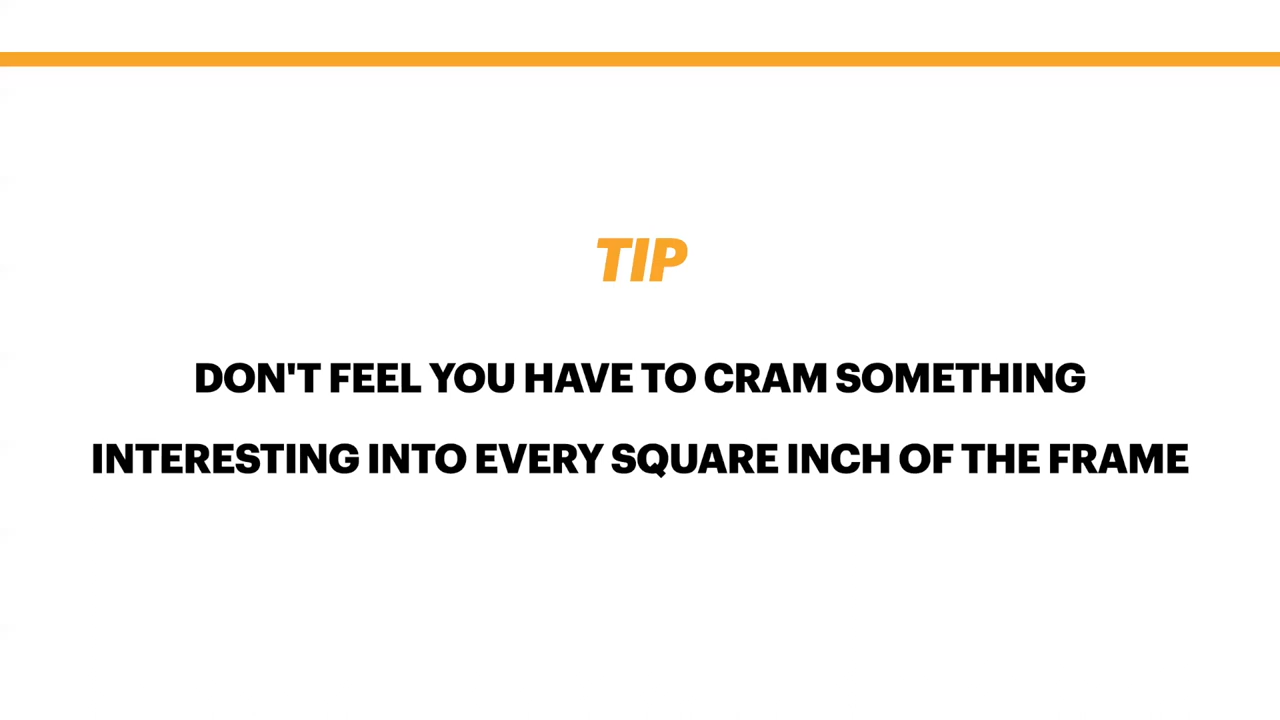 TIP
DON'T FEEL YOU HAVE TO CRAM SOMETHING
INTERESTING INTO EVERY SQUARE INCH OF THE FRAME